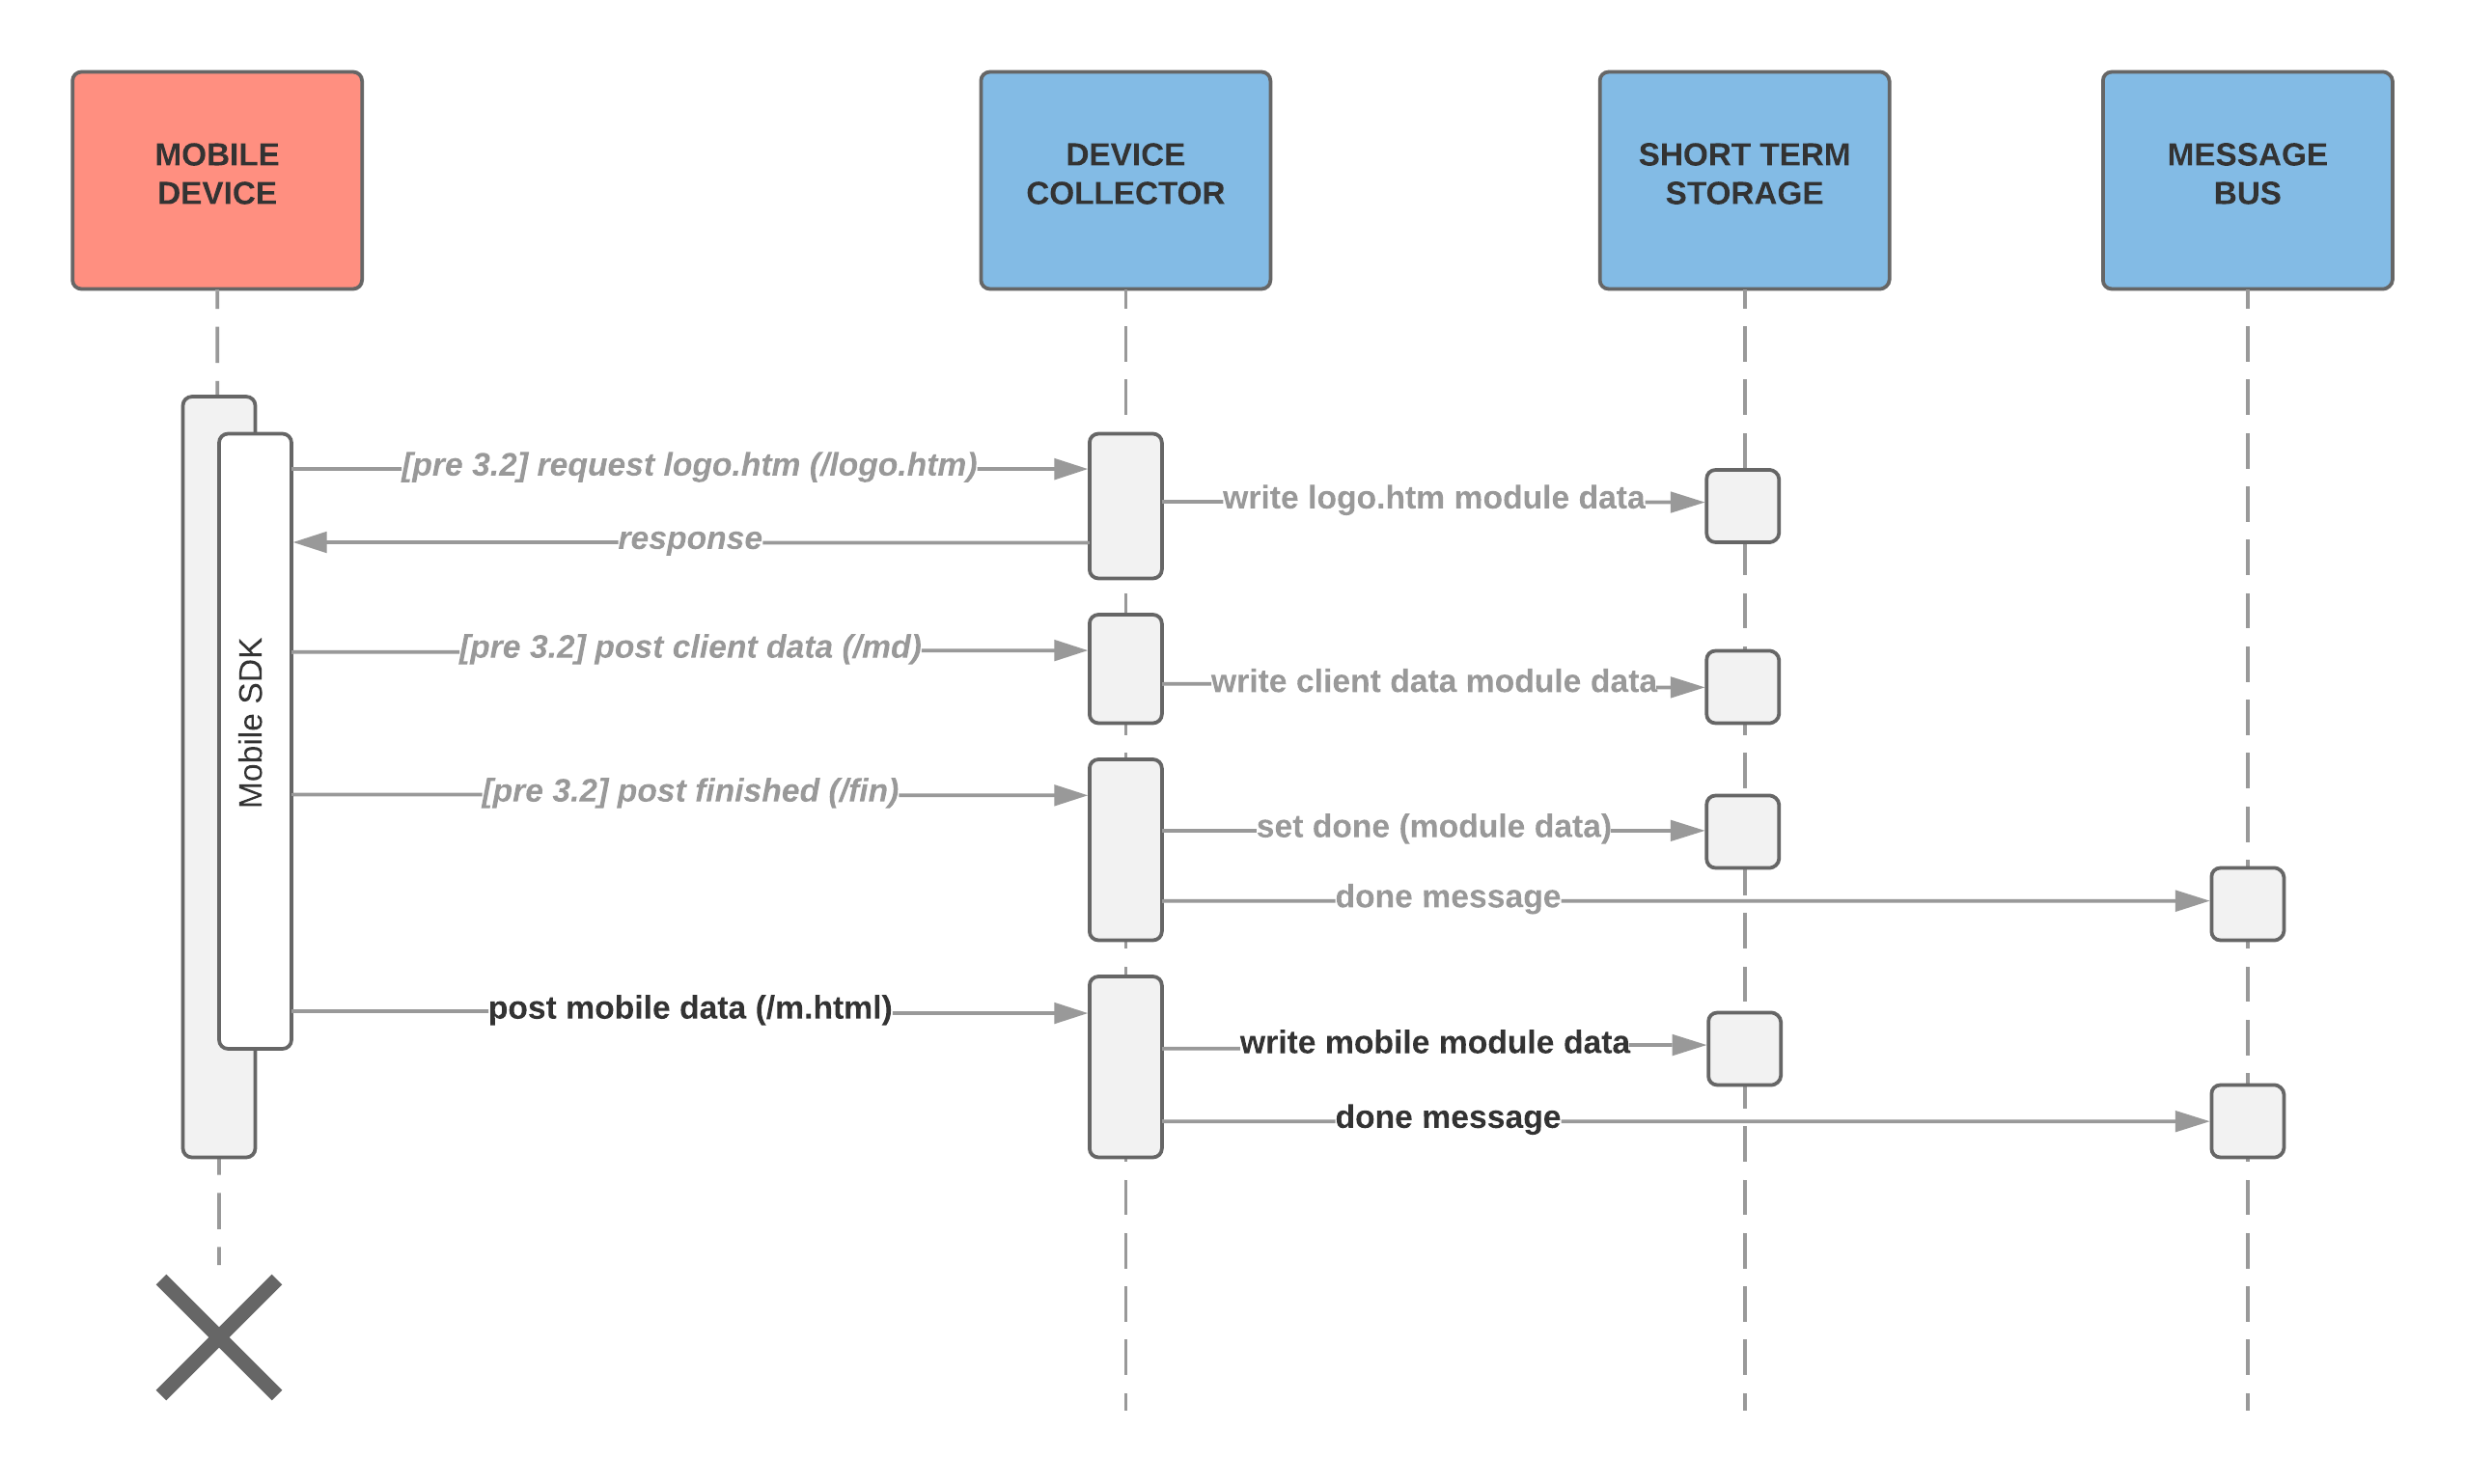 MOBILE
DEVICE
DEVICE
COLLECTOR
SHORT TERM
STORAGE
MESSAGE
BUS
[pre 3.2] request logo.htm (//logo.htm)
write logo.htm module data
response
Mobile SDK
[pre 3.2] post client data (//md)
write client data module data
[pre 3.2] post finished (//fin)
set done (module data)
done message
post mobile data (/m.html)
write mobile module data
done message